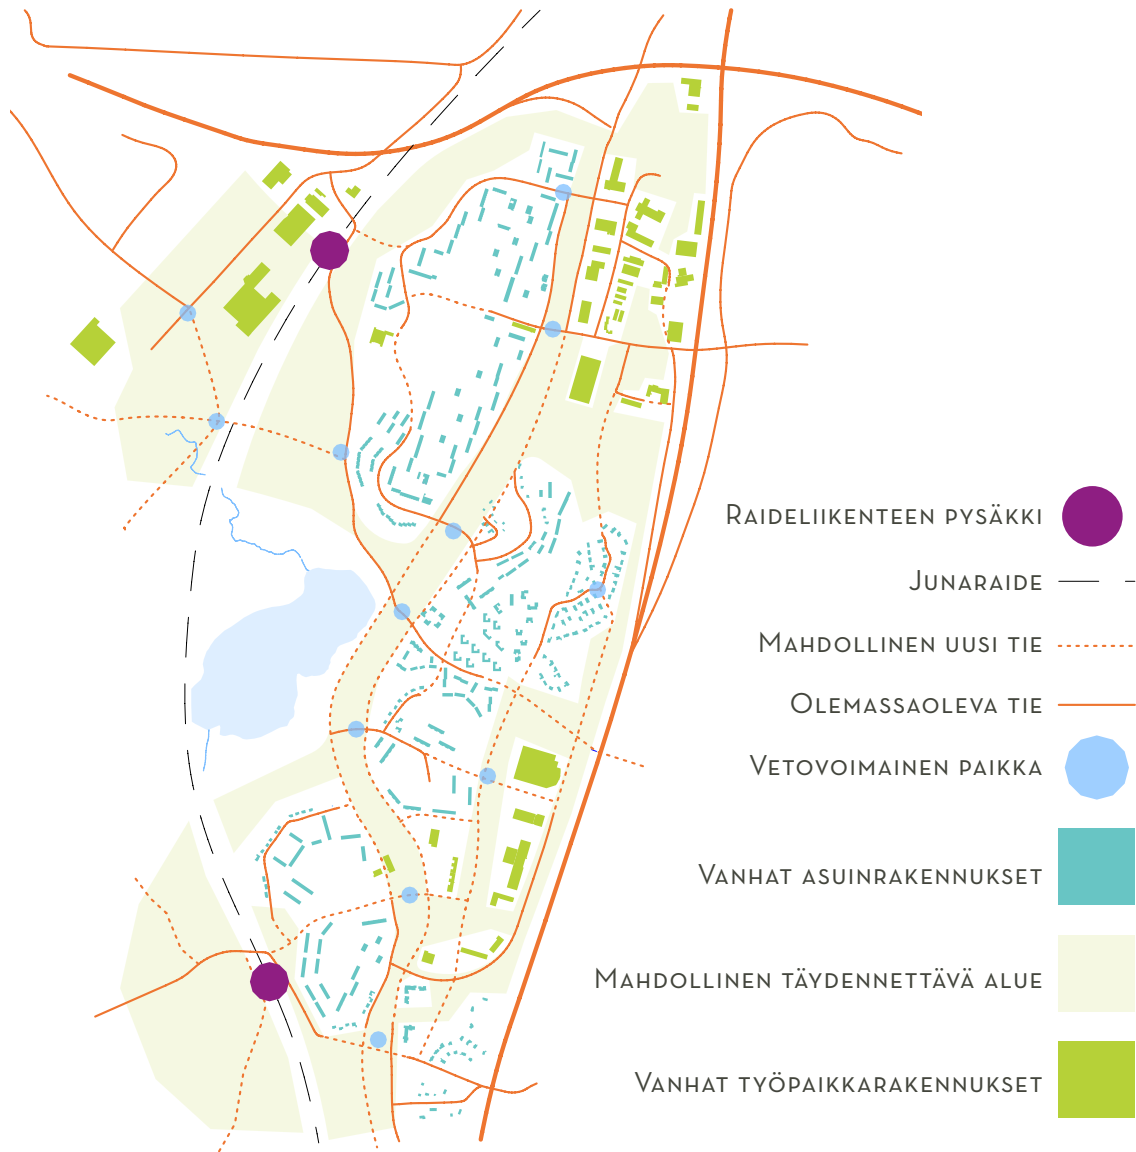 Raideliikenteen pysäkki
Junaraide
Mahdollinen uusi tie
Olemassaoleva tie
Vetovoimainen paikka
Vanhat asuinrakennukset
Mahdollinen täydennettävä alue
Vanhat työpaikkarakennukset